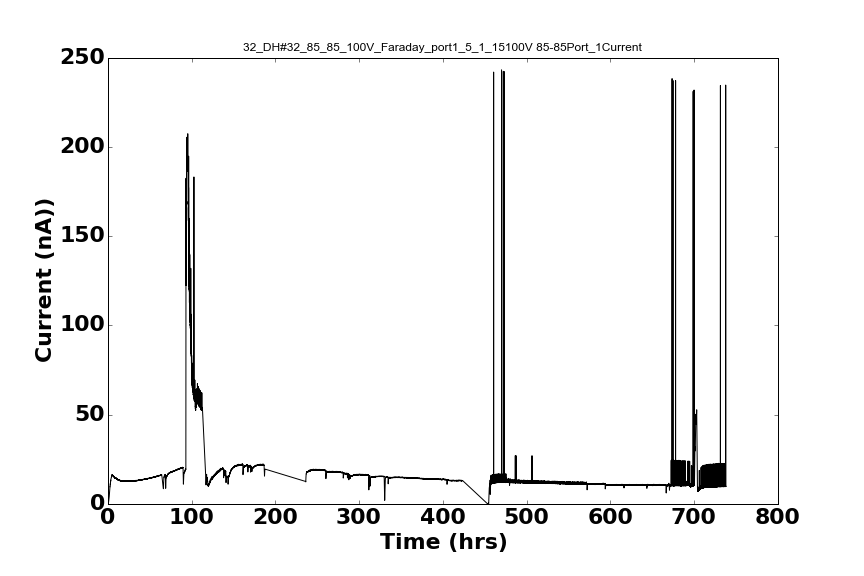 32_DH#32_85_85_100V_Faraday_port1_5_1_15100V 85-85Port_1Current
250
200
150
100
50
0
Current (nA))
0 100 200 300 400 500 600 700 800
Time (hrs)